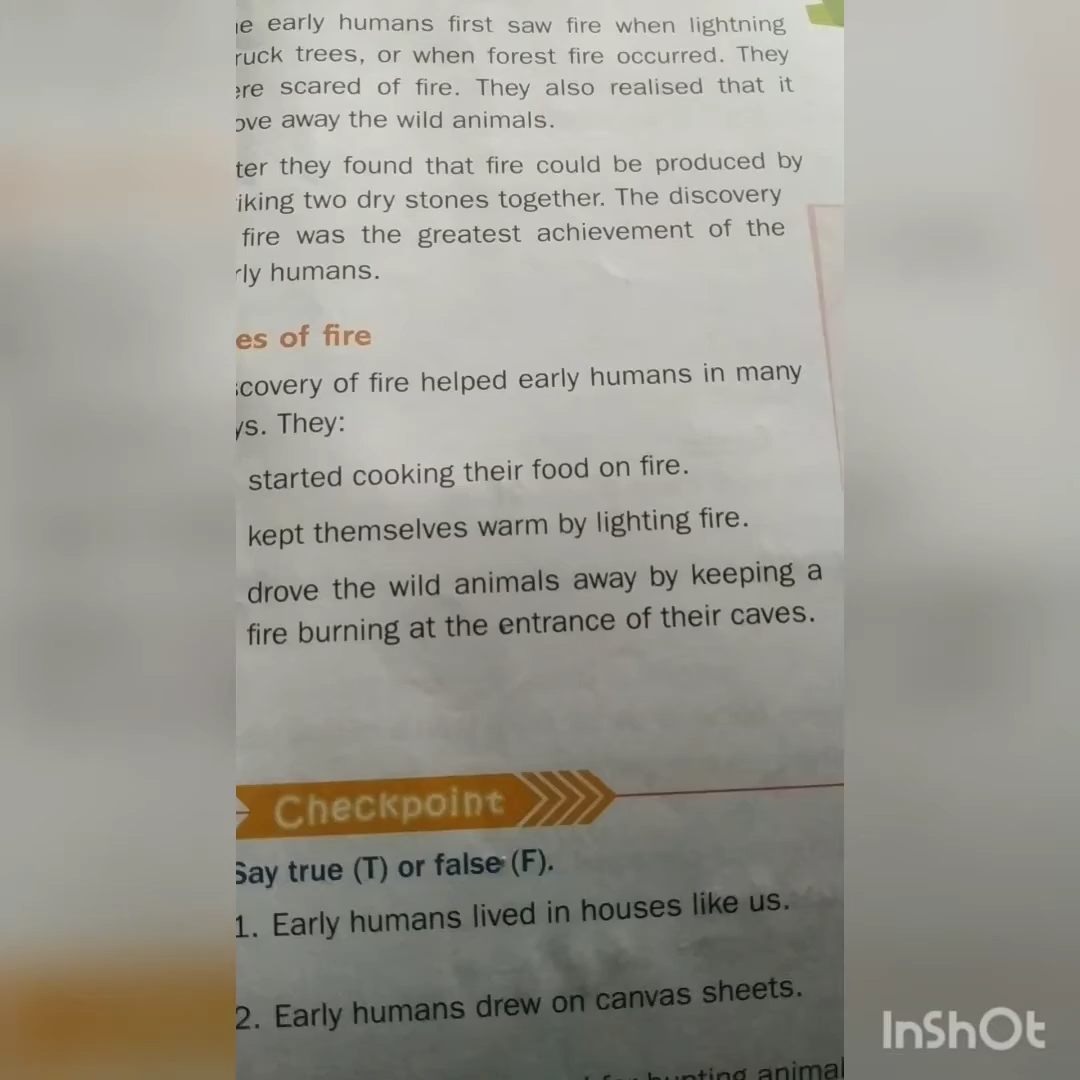 e early humans first saw fire when lightning
ruck trees, or when forest fire occurred. They
ere scared of fire. They also realised that it
ove away the wild animals.
ter they found that fire could be produced by
iking two dry stones together. The discovery
fire was the greatest achievement of the
rly humans.
es of fire
covery of fire helped early humans in many
ys. They:
started cooking their food on fire.
kept themselves warm by lighting fire.
drove the wild animals away by keeping a
fire burning at the entrance of their caves.
Checkpoint
Say true (T) or false (F).
1. Early humans lived in houses like us.
2. Early humans drew on canvas sheets.
hunting animal
InShOt